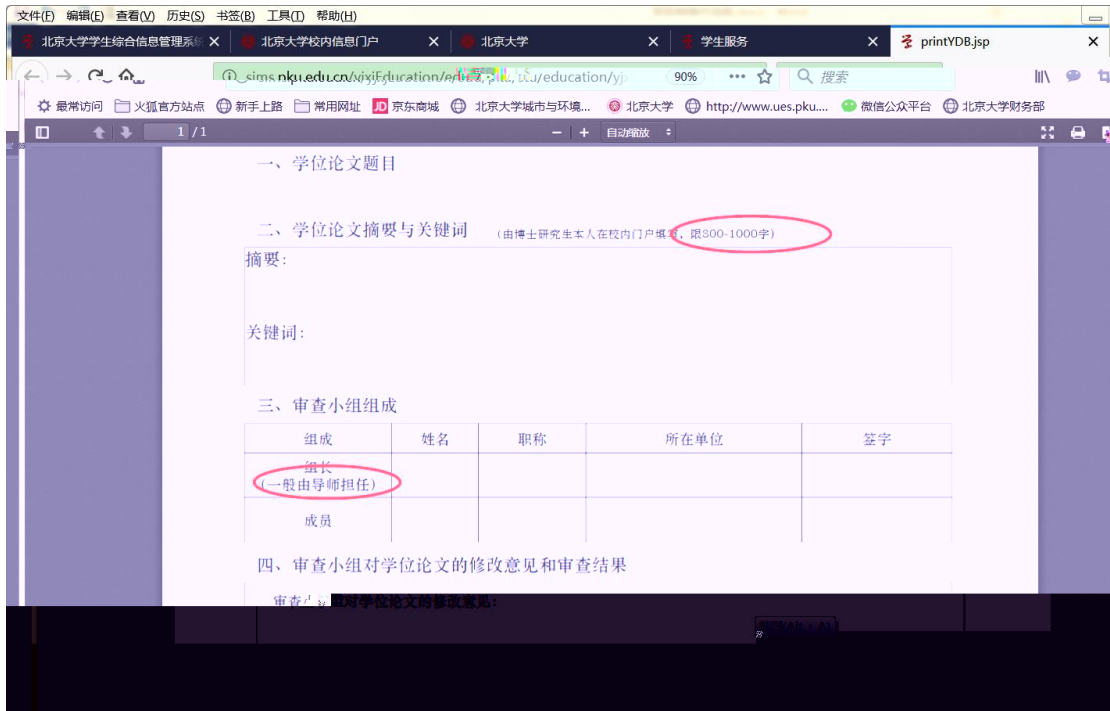 文件(F) 编辑(E) 查看(V) 历史(S) 书签(B) 工具(T) 帮助(H)
北京大学学生综合信息管理系统 北京大学校内信息门户 北京大学 学生服务 printYDB.jsp
sims.pku.edu.cn 90% 搜索
最常访问 火狐官方站点 新手上路 常用网址 JD 京东商城 北京大学城市与环境... 北京大学 http://www.ues.pku.... 微信公众平台 北京大学财务部
1 /1 自动缩放
一、学位论文题目
二、学位论文摘要与关键词 (由博士研究生本人在校内门户填写, 限800-1000字)
摘要:
关键词:
三、审查小组组成
组成 姓名 职称 所在单位 签字
组长
(一般由导师担任)
成员
四、审查小组对学位论文的修改意见和审查结果
审查小组对学位论文的修改意见: